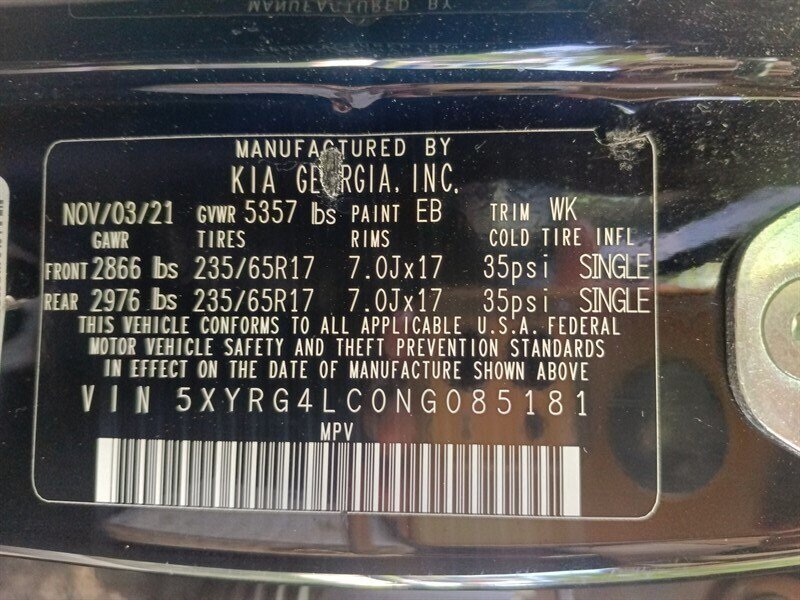 MANUFACTURED BY
MANUFACTURED BY
KIA GEORGIA, INC.
NOV/03/21 GVWR 5357 lbs PAINT EB TRIM WK
GAWR TIRES RIMS COLD TIRE INFL
FRONT 2866 lbs 235/65R17 7.0Jx17 35psi SINGLE
REAR 2976 lbs 235/65R17 7.0Jx17 35psi SINGLE
THIS VEHICLE CONFORMS TO ALL APPLICABLE U.S.A. FEDERAL
MOTOR VEHICLE SAFETY AND THEFT PREVENTION STANDARDS
IN EFFECT ON THE DATE OF MANUFACTURE SHOWN ABOVE
VIN 5XYRG4LC0NG085181
MPV